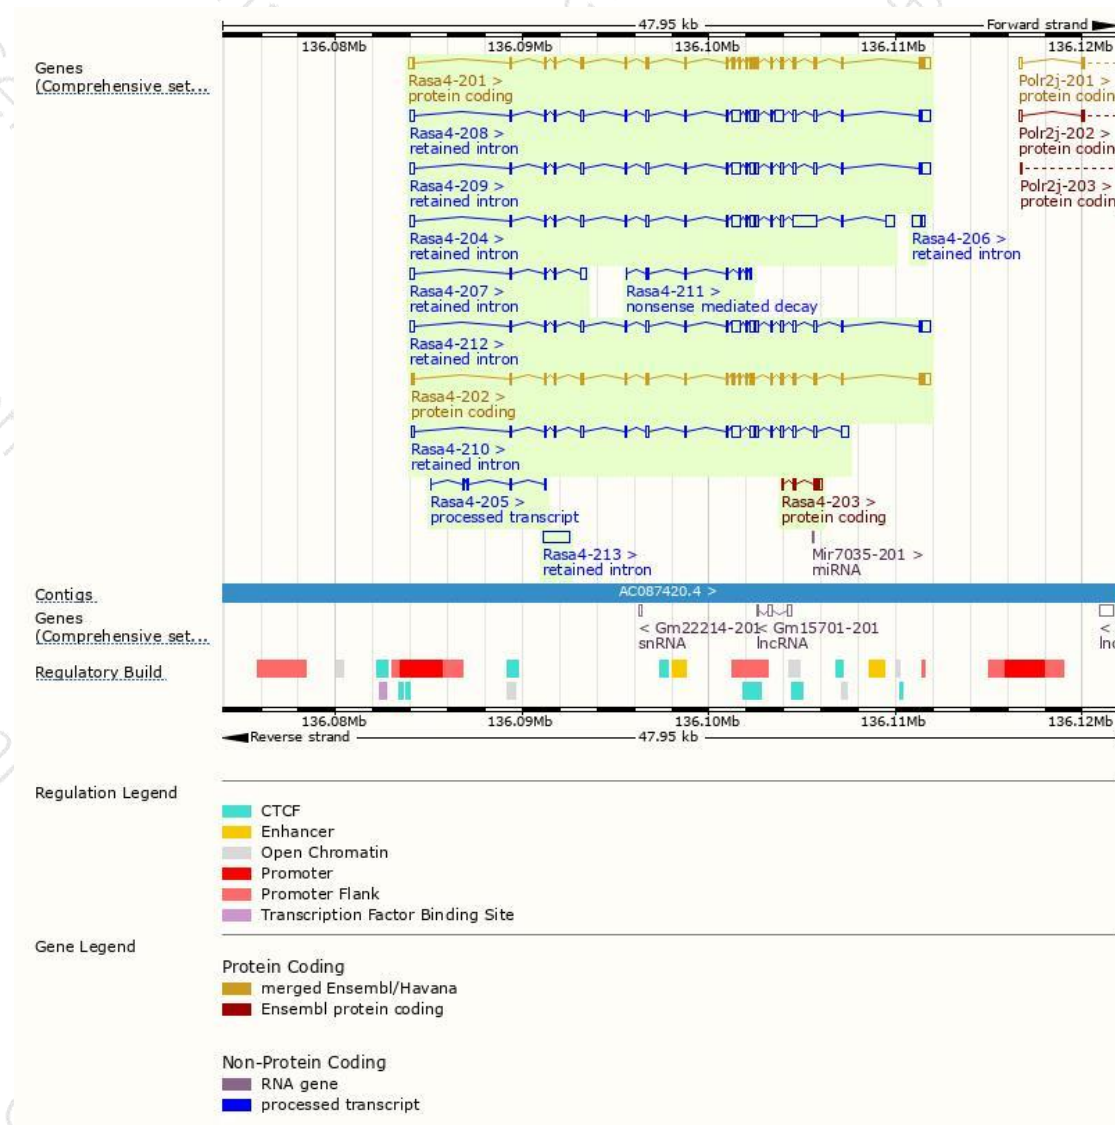 47.95 kb
Forward strand
136.08Mb 136.09Mb 136.10Mb 136.11Mb 136.12Mb
Genes
(Comprehensive set...
Rasa4-201 >
protein coding
Polr2j-201 >
protein codin
Rasa4-208 >
retained intron
Polr2j-202 >
protein codin
Rasa4-209 >
retained intron
Polr2j-203 >
protein codin
Rasa4-204 >
retained intron
Rasa4-206 >
retained intron
Rasa4-207 >
retained intron
Rasa4-211 >
nonsense mediated decay
Rasa4-212 >
retained intron
Rasa4-202 >
protein coding
Rasa4-210 >
retained intron
Rasa4-205 >
processed transcript
Rasa4-203 >
protein coding
Rasa4-213 >
retained intron
Mir7035-201 >
miRNA
Contigs
AC087420.4 >
Genes
(Comprehensive set...
< Gm22214-201
snRNA
< Gm15701-201
lncRNA
<
lnc
Regulatory Build
136.08Mb 136.09Mb 136.10Mb 136.11Mb 136.12Mb
Reverse strand
47.95 kb
Regulation Legend
CTCF
Enhancer
Open Chromatin
Promoter
Promoter Flank
Transcription Factor Binding Site
Gene Legend
Protein Coding
merged Ensembl/Havana
Ensembl protein coding
Non-Protein Coding
RNA gene
processed transcript